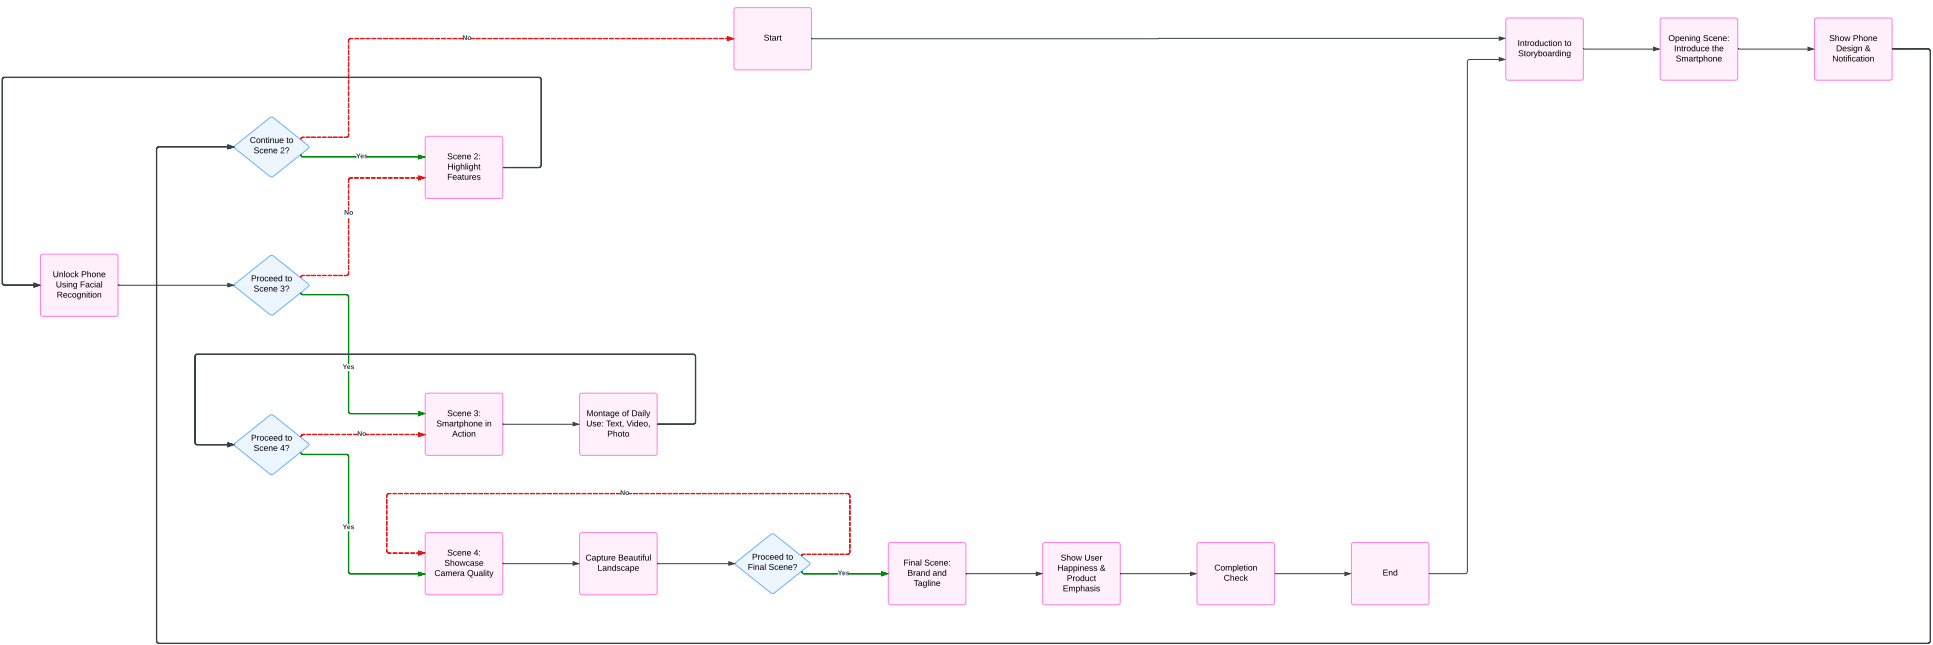 No
Start
Introduction to
Storyboarding
Opening Scene:
Introduce the
Smartphone
Show Phone
Design &
Notification
Continue to
Scene 2?
Yes
Scene 2:
Highlight
Features
No
Unlock Phone
Using Facial
Recognition
Proceed to
Scene 3?
Yes
Scene 3:
Smartphone in
Action
Montage of Daily
Use: Text, Video,
Photo
Proceed to
Scene 4?
No
No
Yes
Scene 4:
Showcase
Camera Quality
Capture Beautiful
Landscape
Proceed to
Final Scene?
Yes
Final Scene:
Brand and
Tagline
Show User
Happiness &
Product
Emphasis
Completion
Check
End